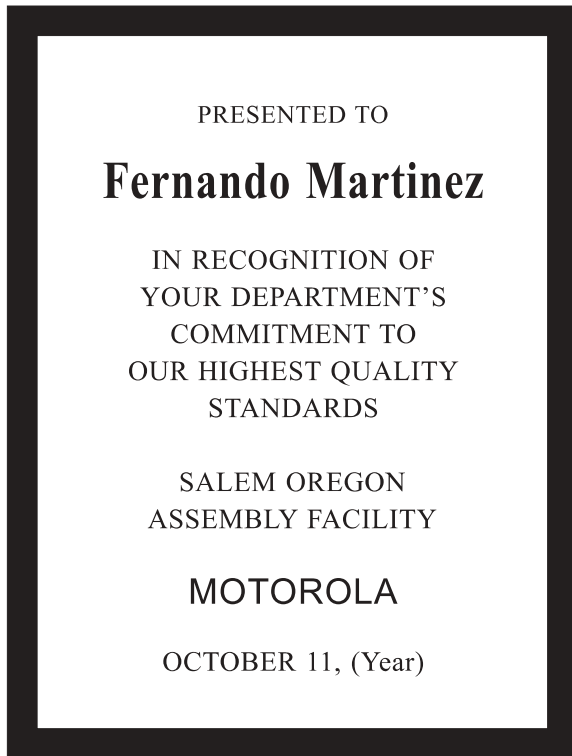 PRESENTED TO
Fernando Martinez
IN RECOGNITION OF
YOUR DEPARTMENT’S
COMMITMENT TO
OUR HIGHEST QUALITY
STANDARDS
SALEM OREGON
ASSEMBLY FACILITY
MOTOROLA
OCTOBER 11, (Year)